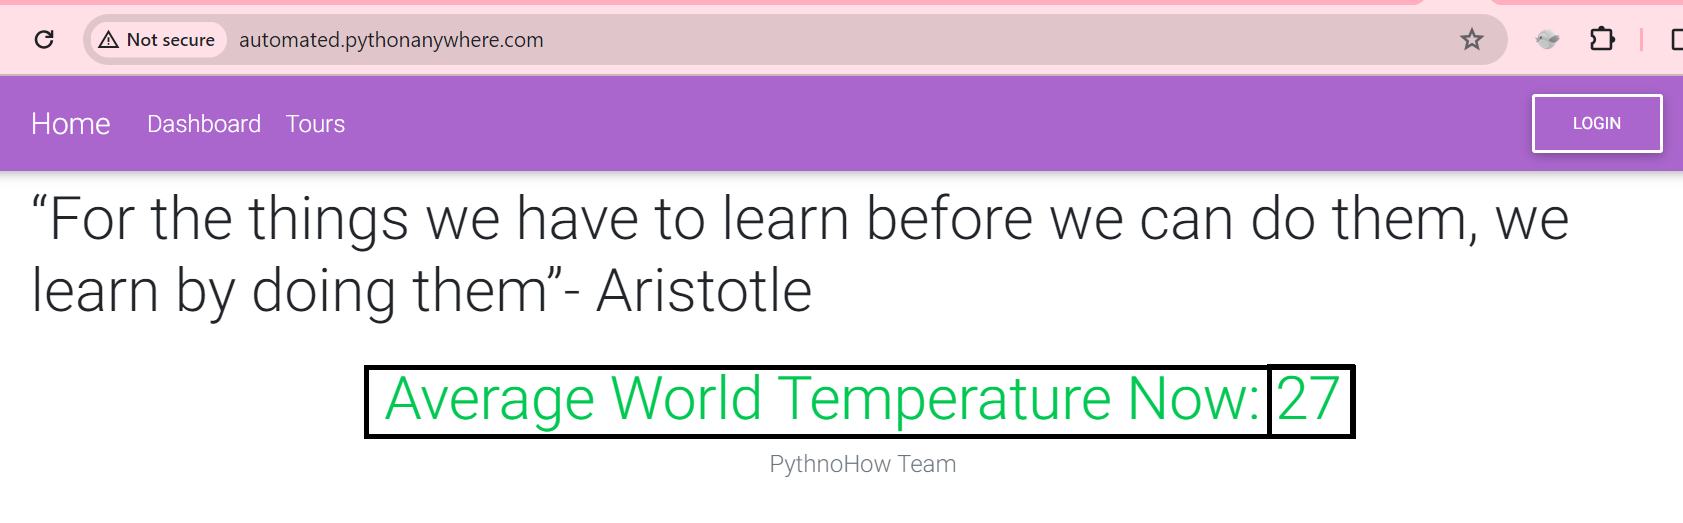 Not secure automated.pythonanywhere.com
Home Dashboard Tours LOGIN
“For the things we have to learn before we can do them, we
learn by doing them”- Aristotle
Average World Temperature Now: 27
PythnoHow Team